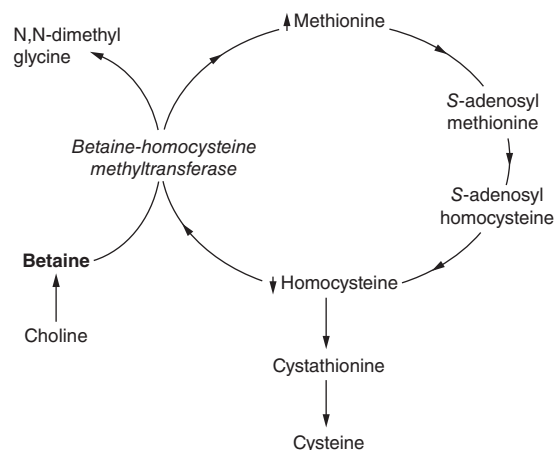 N,N-dimethyl
glycine
Methionine
S-adenosyl
methionine
Betaine-homocysteine
methyltransferase
S-adenosyl
homocysteine
Betaine
Homocysteine
Choline
Cystathionine
Cysteine